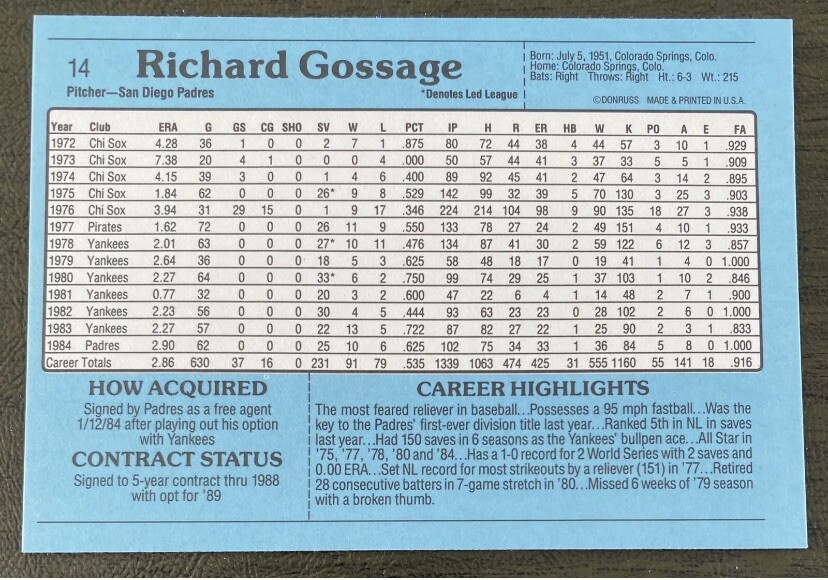 14 Richard Gossage
Pitcher—San Diego Padres *Denotes Led League
Born: July 5, 1951, Colorado Springs, Colo.
Home: Colorado Springs, Colo.
Bats: Right Throws: Right Ht.: 6-3 Wt.: 215
©DONRUSS MADE & PRINTED IN U.S.A.
Year Club ERA G GS CG SHO SV W L PCT IP H R ER HB W K PO A E FA
1972 Chi Sox 4.28 36 1 0 0 2 7 1 .875 80 72 44 38 4 44 57 3 10 1 .929
1973 Chi Sox 7.38 20 4 1 0 0 0 4 .000 50 57 44 41 3 37 33 5 5 1 .909
1974 Chi Sox 4.15 39 3 0 0 1 4 6 .400 89 92 45 41 2 47 64 3 14 2 .895
1975 Chi Sox 1.84 62 0 0 0 26* 9 8 .529 142 99 32 39 5 70 130 3 25 3 .903
1976 Chi Sox 3.94 31 29 15 0 1 9 17 .346 224 214 104 98 9 90 135 18 27 3 .938
1977 Pirates 1.62 72 0 0 0 26 11 9 .550 133 78 27 24 2 49 151 4 10 1 .933
1978 Yankees 2.01 63 0 0 0 27* 10 11 .476 134 87 41 30 2 59 122 6 12 3 .857
1979 Yankees 2.64 36 0 0 0 18 5 3 .625 58 48 18 17 0 19 41 1 4 0 1.000
1980 Yankees 2.27 64 0 0 0 33* 6 2 .750 99 74 29 25 1 37 103 1 10 2 .846
1981 Yankees 0.77 32 0 0 0 20 3 2 .600 47 22 6 4 1 14 48 2 7 1 .900
1982 Yankees 2.23 56 0 0 0 30 4 5 .444 93 63 23 23 0 28 102 2 6 0 1.000
1983 Yankees 2.27 57 0 0 0 22 13 5 .722 87 82 27 22 1 25 90 2 3 1 .833
1984 Padres 2.90 62 0 0 0 25 10 6 .625 102 75 34 33 1 36 84 5 8 0 1.000
Career Totals 2.86 630 37 16 0 231 91 79 .535 1339 1063 474 425 31 555 1160 55 141 18 .916
HOW ACQUIRED
Signed by Padres as a free agent
1/12/84 after playing out his option
with Yankees
CONTRACT STATUS
Signed to 5-year contract thru 1988
with opt for '89
CAREER HIGHLIGHTS
The most feared reliever in baseball...Possesses a 95 mph fastball...Was the
key to the Padres' first-ever division title last year...Ranked 5th in NL in saves
last year...Had 150 saves in 6 seasons as the Yankees' bullpen ace...All Star in
'75, '77, '78, '80 and '84...Has a 1-0 record for 2 World Series with 2 saves and
0.00 ERA...Set NL record for most strikeouts by a reliever (151) in '77...Retired
28 consecutive batters in 7-game stretch in '80...Missed 6 weeks of '79 season
with a broken thumb.